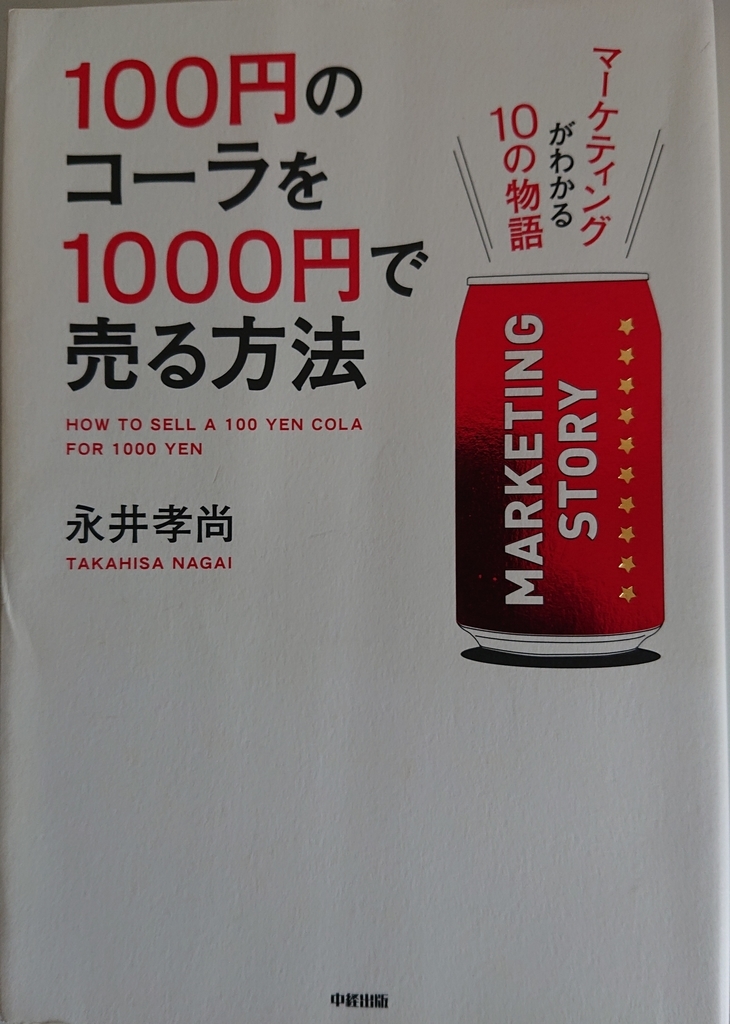 100円の
コーラを
1000円で
売る方法
HOW TO SELL A 100 YEN COLA
FOR 1000 YEN
永井孝尚
TAKAHISA NAGAI
マーケティング
がわかる
10の物語
MARKETING
STORY
中経出版